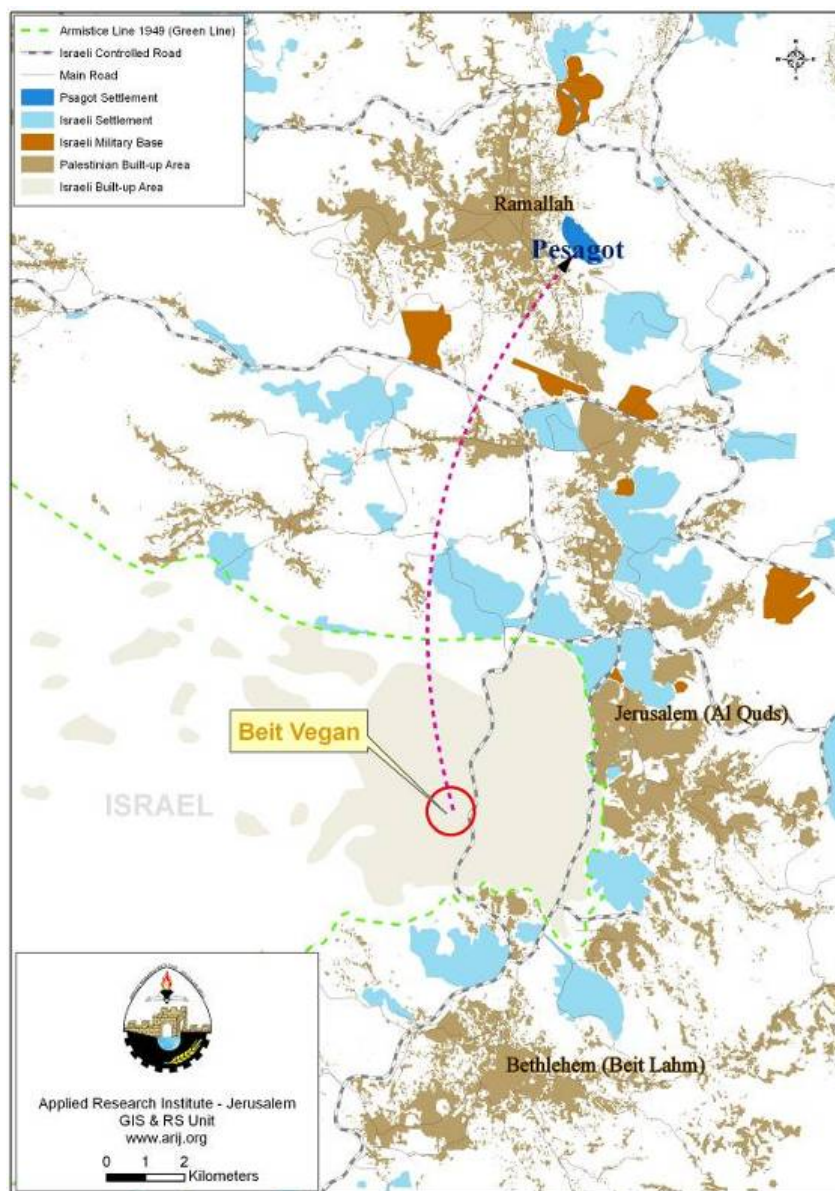 Armistice Line 1949 (Green Line)
Israeli Controlled Road
Main Road
Psagot Settlement
Israeli Settlement
Israeli Military Base
Palestinian Built-up Area
Israeli Built-up Area
Ramallah
Pesagot
Jerusalem (Al Quds)
Beit Vegan
ISRAEL
Bethlehem (Beit Lahm)
Applied Research Institute - Jerusalem
GIS & RS Unit
www.arij.org
0 1 2
Kilometers